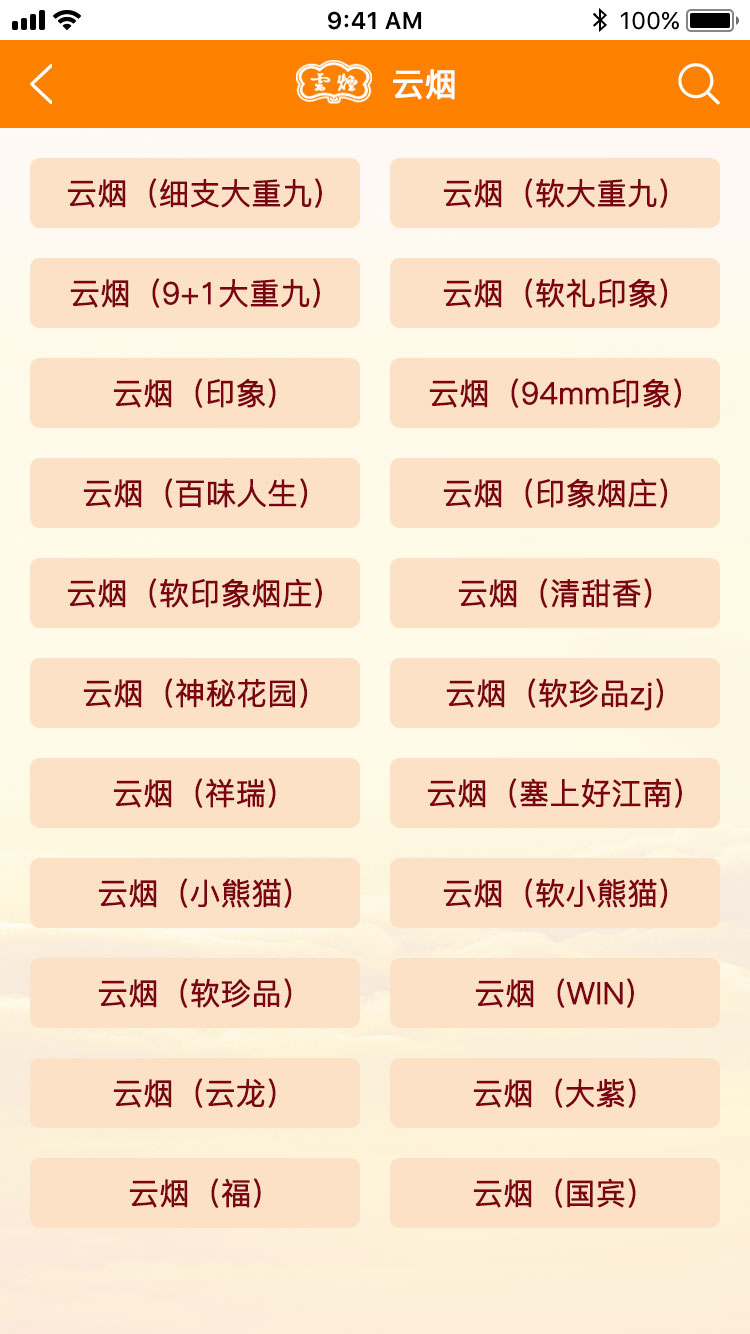 9:41 AM 100%
雲煙 云烟
云烟（细支大重九） 云烟（软大重九）
云烟（9+1大重九） 云烟（软礼印象）
云烟（印象） 云烟（94mm印象）
云烟（百味人生） 云烟（印象烟庄）
云烟（软印象烟庄） 云烟（清甜香）
云烟（神秘花园） 云烟（软珍品zj）
云烟（祥瑞） 云烟（塞上好江南）
云烟（小熊猫） 云烟（软小熊猫）
云烟（软珍品） 云烟（WIN）
云烟（云龙） 云烟（大紫）
云烟（福） 云烟（国宾）